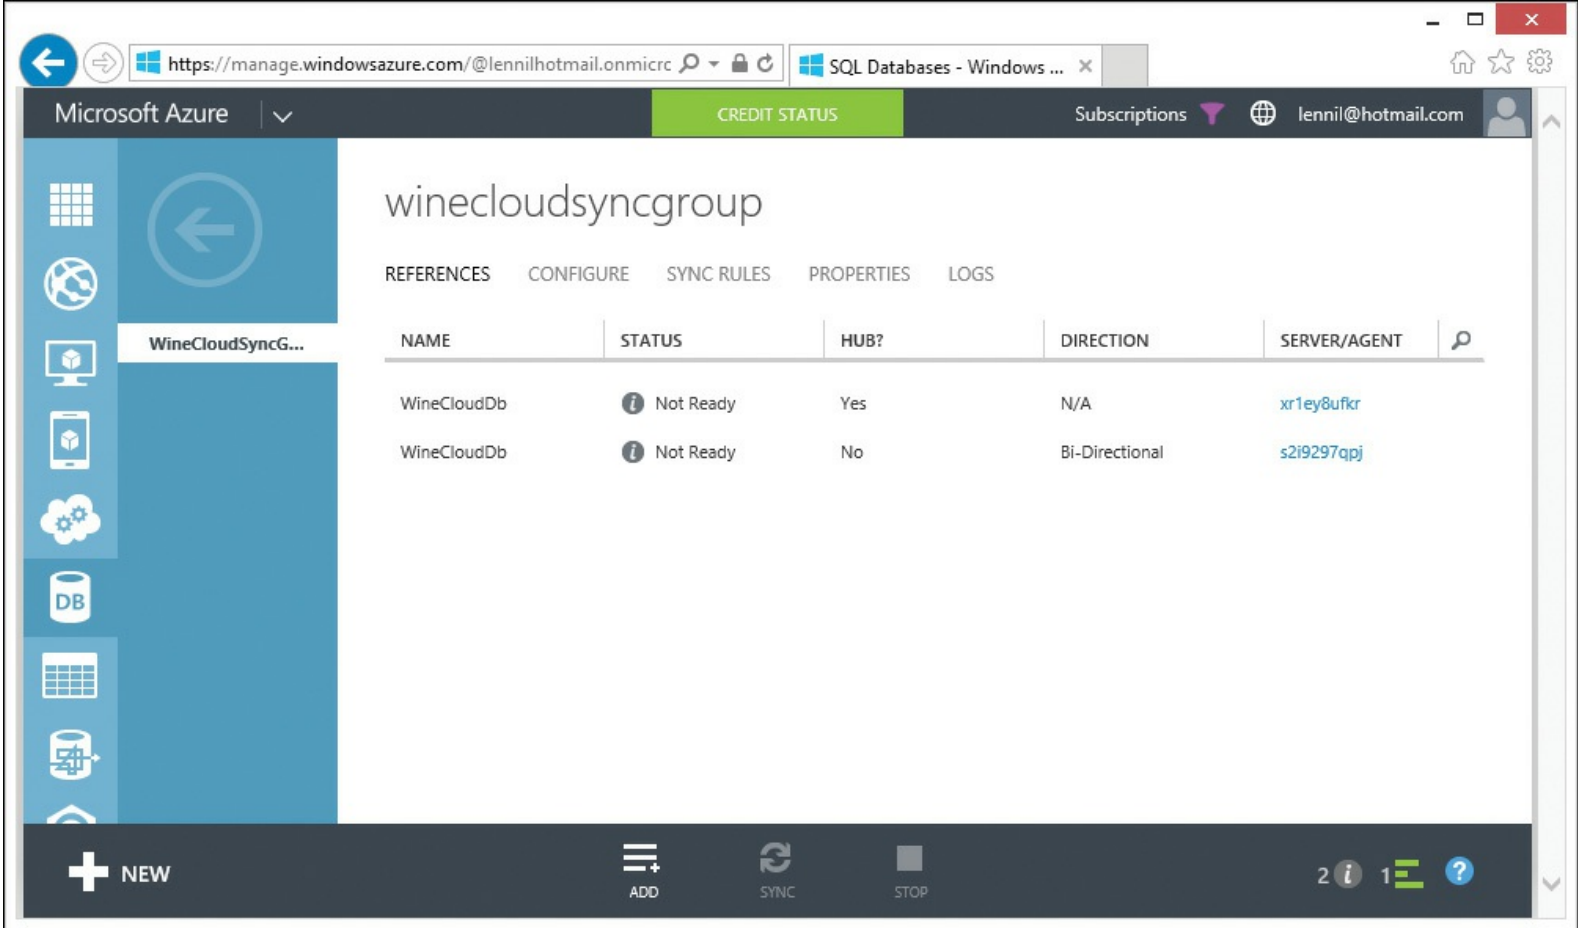 https://manage.windowsazure.com/@lennilhotmail.onmicrc
SQL Databases - Windows ...
Microsoft Azure
CREDIT STATUS
Subscriptions
lennil@hotmail.com
WineCloudSyncG...
winecloudsyncgroup
REFERENCES CONFIGURE SYNC RULES PROPERTIES LOGS
NAME STATUS HUB? DIRECTION SERVER/AGENT
WineCloudDb i Not Ready Yes N/A xr1ey8ufkr
WineCloudDb i Not Ready No Bi-Directional s2i9297qpj
DB
NEW
ADD
SYNC
STOP
2 i 1 ?